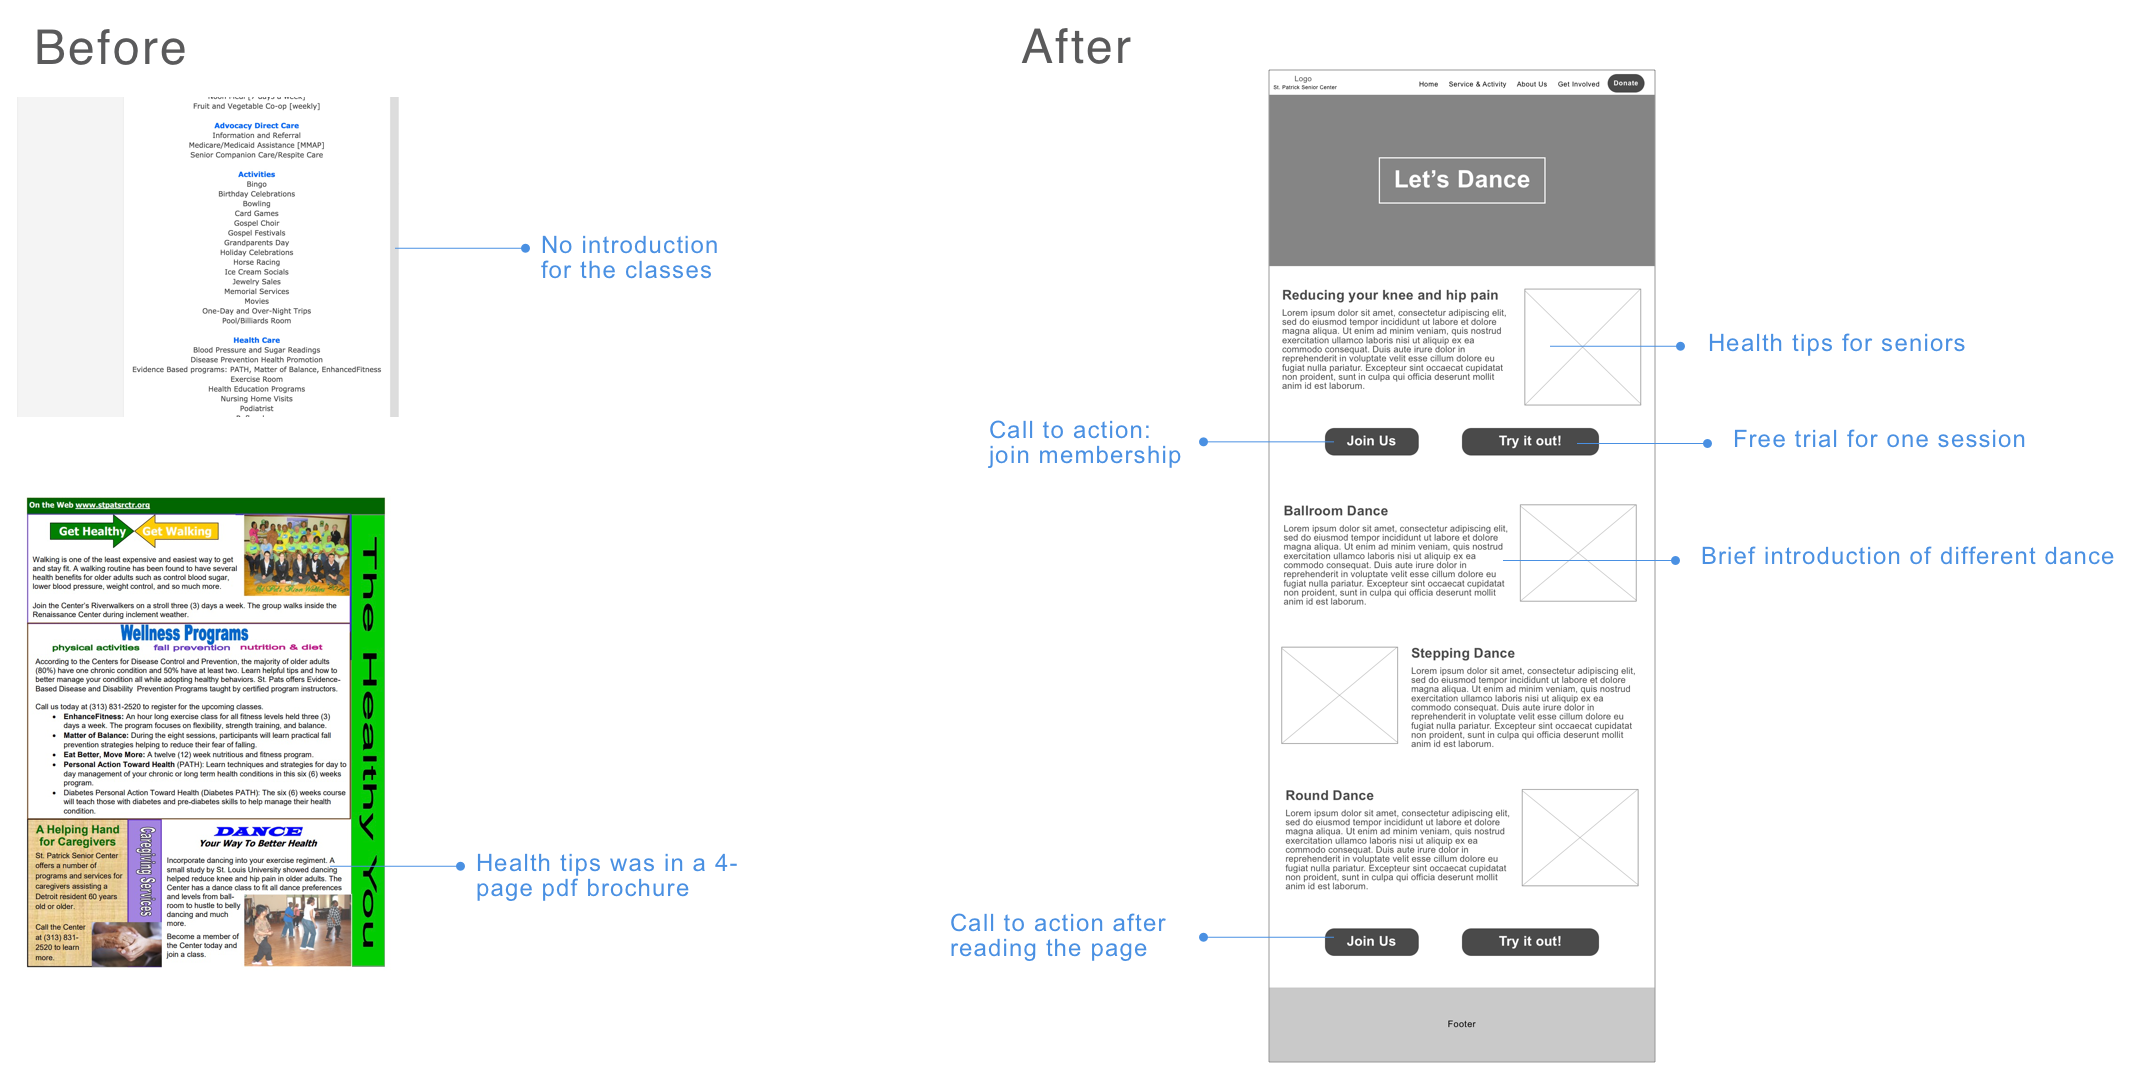 Before
Fruit and Vegetable Co-op [weekly]
Advocacy Direct Care
Information and Referral
Medicare/Medicaid Assistance [MMAP]
Senior Companion Care/Respite Care
Activities
Bingo
Birthday Celebrations
Bowling
Card Games
Gospel Choir
Gospel Festivals
Grandparents Day
Holiday Celebrations
Horse Racing
Ice Cream Socials
Jewelry Sales
Memorial Services
Movies
One-Day and Over-Night Trips
Pool/Billiards Room
Health Care
Blood Pressure and Sugar Readings
Disease Prevention Health Promotion
Evidence Based programs: PATH, Matter of Balance, EnhancedFitness
Exercise Room
Health Education Programs
Nursing Home Visits
Podiatrist
No introduction
for the classes
On the Web www.stpatsrctr.org
Get Healthy
Get Walking
Walking is one of the least expensive and easiest way to get
and stay fit. A walking routine has been found to have several
health benefits for older adults such as control blood sugar,
lower blood pressure, weight control, and so much more.
Join the Center's Riverwalkers on a stroll three (3) days a week. The group walks inside the
Renaissance Center during inclement weather.
Wellness Programs
physical activities fall prevention nutrition & diet
According to the Centers for Disease Control and Prevention, the majority of older adults
(80%) have one chronic condition and 50% have at least two. Learn helpful tips and how to
better manage your condition all while adopting healthy behaviors. St. Pats offers Evidence-
Based Disease and Disability Prevention Programs taught by certified program instructors.
Call us today at (313) 831-2520 to register for the upcoming classes.
• EnhanceFitness: An hour long exercise class for all fitness levels held three (3)
days a week. The program focuses on flexibility, strength training, and balance.
• Matter of Balance: During the eight sessions, participants will learn practical fall
prevention strategies helping to reduce their fear of falling.
• Eat Better, Move More: A twelve (12) week nutritious and fitness program.
• Personal Action Toward Health (PATH): Learn techniques and strategies for day to
day management of your chronic or long term health conditions in this six (6) weeks
program.
• Diabetes Personal Action Toward Health (Diabetes PATH): The six (6) weeks course
will teach those with diabetes and pre-diabetes skills to help manage their health
condition.
The Healthy You
A Helping Hand
for Caregivers
St. Patrick Senior Center
offers a number of
programs and services for
caregivers assisting a
Detroit resident 60 years
old or older.
Call the Center
at (313) 831-
2520 to learn
more.
Caregiving Services
DANCE
Your Way To Better Health
Incorporate dancing into your exercise regiment. A
small study by St. Louis University showed dancing
helped reduce knee and hip pain in older adults. The
Center has a dance class to fit all dance preferences
and levels from ball-
room to hustle to belly
dancing and much
more.
Become a member of
the Center today and
join a class.
Health tips was in a 4-
page pdf brochure
After
Logo
St. Patrick Senior Center
Home Service & Activity About Us Get Involved Donate
Let's Dance
Reducing your knee and hip pain
Lorem ipsum dolor sit amet, consectetur adipiscing elit,
sed do eiusmod tempor incididunt ut labore et dolore
magna aliqua. Ut enim ad minim veniam, quis nostrud
exercitation ullamco laboris nisi ut aliquip ex ea
commodo consequat. Duis aute irure dolor in
reprehenderit in voluptate velit esse cillum dolore eu
fugiat nulla pariatur. Excepteur sint occaecat cupidatat
non proident, sunt in culpa qui officia deserunt mollit
anim id est laborum.
Health tips for seniors
Call to action:
join membership
Join Us
Try it out!
Free trial for one session
Ballroom Dance
Lorem ipsum dolor sit amet, consectetur adipiscing elit,
sed do eiusmod tempor incididunt ut labore et dolore
magna aliqua. Ut enim ad minim veniam, quis nostrud
exercitation ullamco laboris nisi ut aliquip ex ea
commodo consequat. Duis aute irure dolor in
reprehenderit in voluptate velit esse cillum dolore eu
fugiat nulla pariatur. Excepteur sint occaecat cupidatat
non proident, sunt in culpa qui officia deserunt mollit
anim id est laborum.
Brief introduction of different dance
Stepping Dance
Lorem ipsum dolor sit amet, consectetur adipiscing elit,
sed do eiusmod tempor incididunt ut labore et dolore
magna aliqua. Ut enim ad minim veniam, quis nostrud
exercitation ullamco laboris nisi ut aliquip ex ea
commodo consequat. Duis aute irure dolor in
reprehenderit in voluptate velit esse cillum dolore eu
fugiat nulla pariatur. Excepteur sint occaecat cupidatat
non proident, sunt in culpa qui officia deserunt mollit
anim id est laborum.
Round Dance
Lorem ipsum dolor sit amet, consectetur adipiscing elit,
sed do eiusmod tempor incididunt ut labore et dolore
magna aliqua. Ut enim ad minim veniam, quis nostrud
exercitation ullamco laboris nisi ut aliquip ex ea
commodo consequat. Duis aute irure dolor in
reprehenderit in voluptate velit esse cillum dolore eu
fugiat nulla pariatur. Excepteur sint occaecat cupidatat
non proident, sunt in culpa qui officia deserunt mollit
anim id est laborum.
Call to action after
reading the page
Join Us
Try it out!
Footer